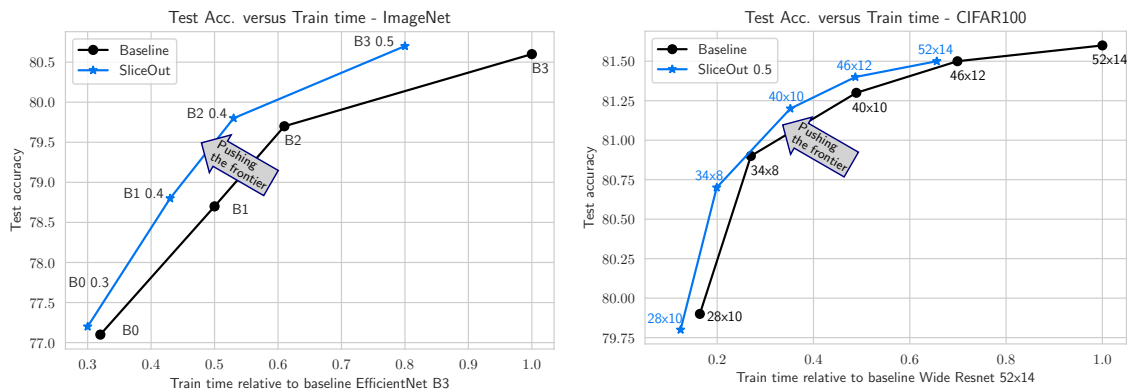 Test Acc. versus Train time - ImageNet
Baseline
SliceOut
B3 0.5
B3
B2 0.4
B2
B1 0.4
B1
B0 0.3
B0
Pushing
the frontier
80.5
80.0
79.5
79.0
78.5
78.0
77.5
77.0
Test accuracy
0.3 0.4 0.5 0.6 0.7 0.8 0.9 1.0
Train time relative to baseline EfficientNet B3
Test Acc. versus Train time - CIFAR100
Baseline
SliceOut 0.5
52x14
52x14
46x12
46x12
40x10
40x10
34x8
34x8
28x10
28x10
Pushing
the frontier
81.50
81.25
81.00
80.75
80.50
80.25
80.00
79.75
Test accuracy
0.2 0.4 0.6 0.8 1.0
Train time relative to baseline Wide Resnet 52x14